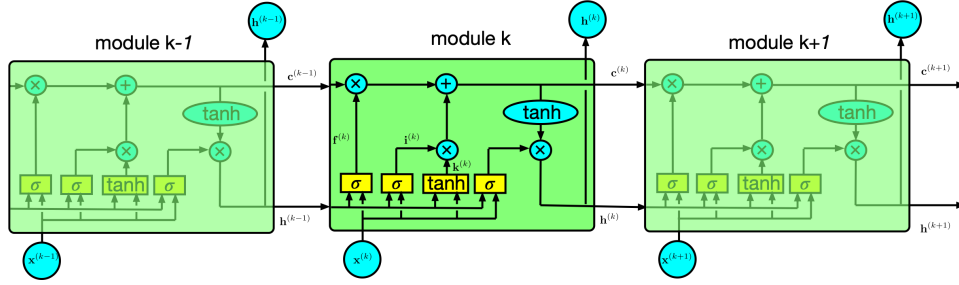 h^(k-1)
h^(k)
h^(k+1)
module k-1
module k
module k+1
c^(k-1)
c^(k)
c^(k+1)
× + tanh ×
× + tanh ×
× + tanh ×
f^(k)
i^(k)
k^(k)
σ σ tanh σ
σ σ tanh σ
σ σ tanh σ
h^(k-1)
h^(k)
h^(k+1)
x^(k-1)
x^(k)
x^(k+1)